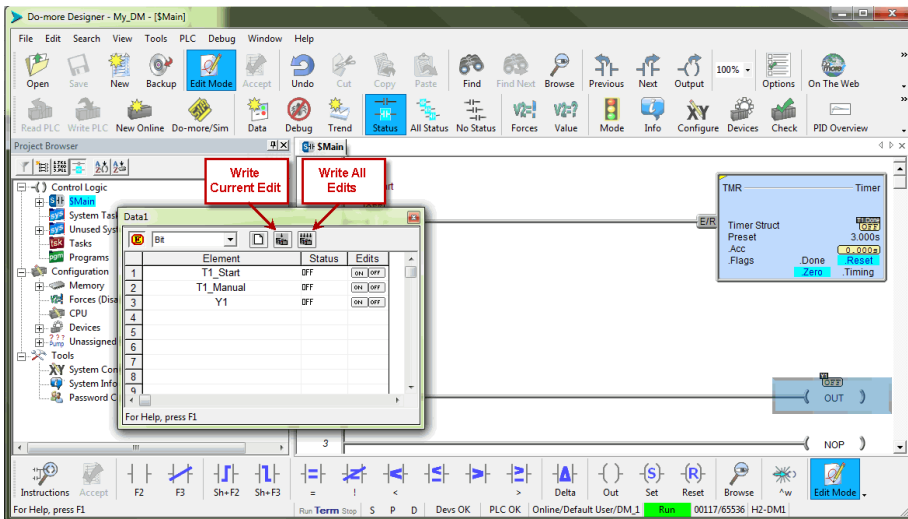 Do-more Designer - My_DM - [$Main]
File Edit Search View Tools PLC Debug Window Help
Open Save New Backup Edit Mode Accept Undo Cut Copy Paste Find Find Next Browse Previous Next Output 100% Options On The Web
Read PLC Write PLC New Online Do-more/Sim Data Debug Trend Status All Status No Status Forces Value Mode Info Configure Devices Check PID Overview
Project Browser
$Main
Write Current Edit
Write All Edits
Control Logic
$Main
System Tas
Unused Syst
Tasks
Programs
Configuration
Memory
Forces (Disa
CPU
Devices
Unassigned
Tools
System Con
System Info
Password C
Data1
Bit
Element Status Edits
1 T1_Start OFF ON OFF
2 T1_Manual OFF ON OFF
3 Y1 OFF ON OFF
4
5
6
7
8
9
For Help, press F1
E/R
TMR Timer
Timer Struct OFF
Preset 3.000s
.Acc 0.000s
.Flags .Done .Reset
.Zero .Timing
Y1
OFF
OUT
3 NOP
Instructions Accept F2 F3 Sh+F2 Sh+F3 = ! < > Delta Out Set Reset Browse ^w Edit Mode
For Help, press F1 Run Term Stop S P D Devs OK PLC OK Online/Default User/DM_1 Run 00117/65536 H2-DM1